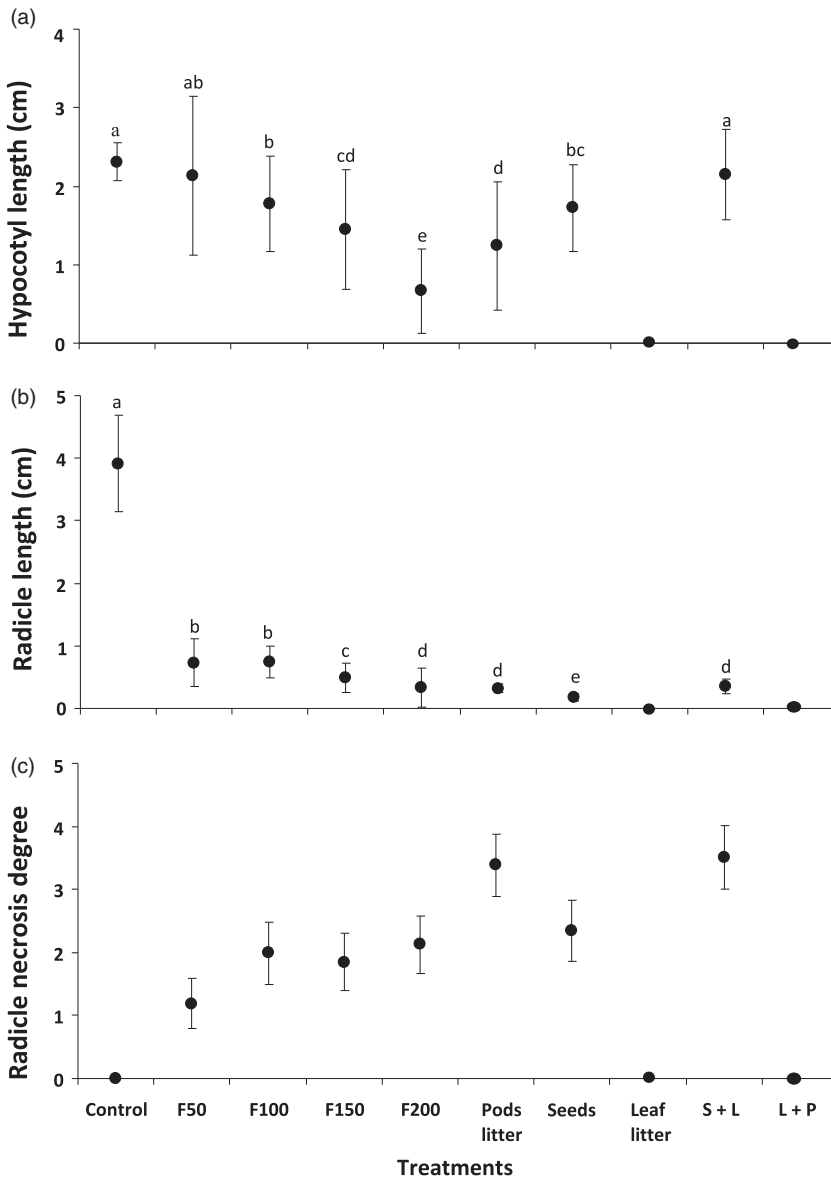 (a)
Hypocotyl length (cm)
4
3
2
1
0
a
ab
b
cd
e
d
bc
a
(b)
Radicle length (cm)
5
4
3
2
1
0
a
b
b
c
d
d
e
d
(c)
Radicle necrosis degree
5
4
3
2
1
0
Control F50 F100 F150 F200 Pods litter Seeds Leaf litter S + L L + P
Treatments